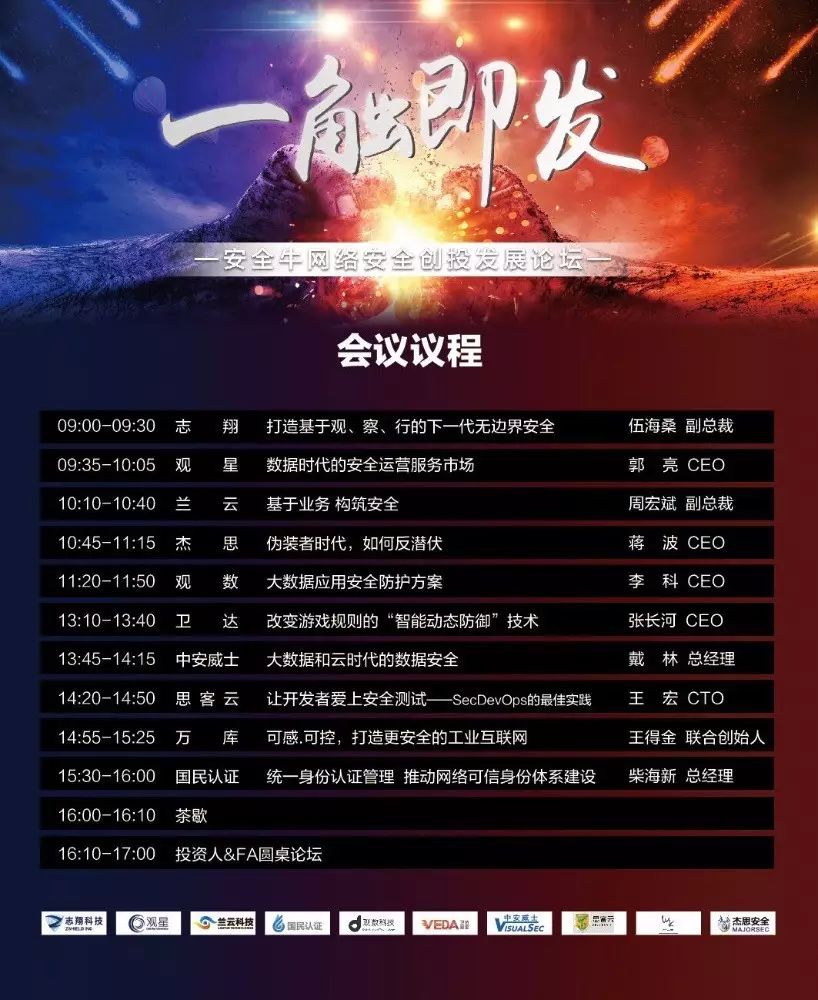 一触即发
—安全牛网络安全创投发展论坛—
会议议程
09:00-09:30 志 翔 打造基于观、察、行的下一代无边界安全 伍海桑 副总裁
09:35-10:05 观 星 数据时代的安全运营服务市场 郭 亮 CEO
10:10-10:40 兰 云 基于业务 构筑安全 周宏斌 副总裁
10:45-11:15 杰 思 伪装者时代，如何反潜伏 蒋 波 CEO
11:20-11:50 观 数 大数据应用安全防护方案 李 科 CEO
13:10-13:40 卫 达 改变游戏规则的“智能动态防御”技术 张长河 CEO
13:45-14:15 中安威士 大数据和云时代的数据安全 戴 林 总经理
14:20-14:50 思客云 让开发者爱上安全测试——SecDevOps的最佳实践 王 宏 CTO
14:55-15:25 万 库 可感.可控，打造更安全的工业互联网 王得金 联合创始人
15:30-16:00 国民认证 统一身份认证管理 推动网络可信身份体系建设 柴海新 总经理
16:00-16:10 茶歇
16:10-17:00 投资人&FA圆桌论坛
志翔科技
观星
兰云科技
国民认证
观数科技
VEDA
中安威士
VISUALSEC
思客云
杰思安全
MAJORSEC